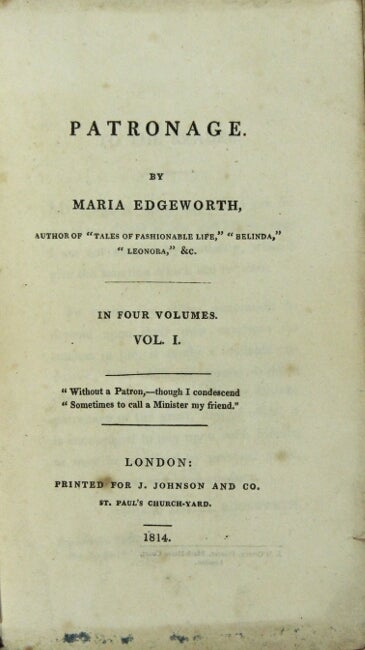 PATRONAGE.
BY
MARIA EDGEWORTH,
AUTHOR OF "TALES OF FASHIONABLE LIFE," "BELINDA,"
"LEONORA," &C.
IN FOUR VOLUMES.
VOL. I.
"Without a Patron,—though I condescend
"Sometimes to call a Minister my friend."
LONDON:
PRINTED FOR J. JOHNSON AND CO.
ST. PAUL'S CHURCH-YARD.
1814.